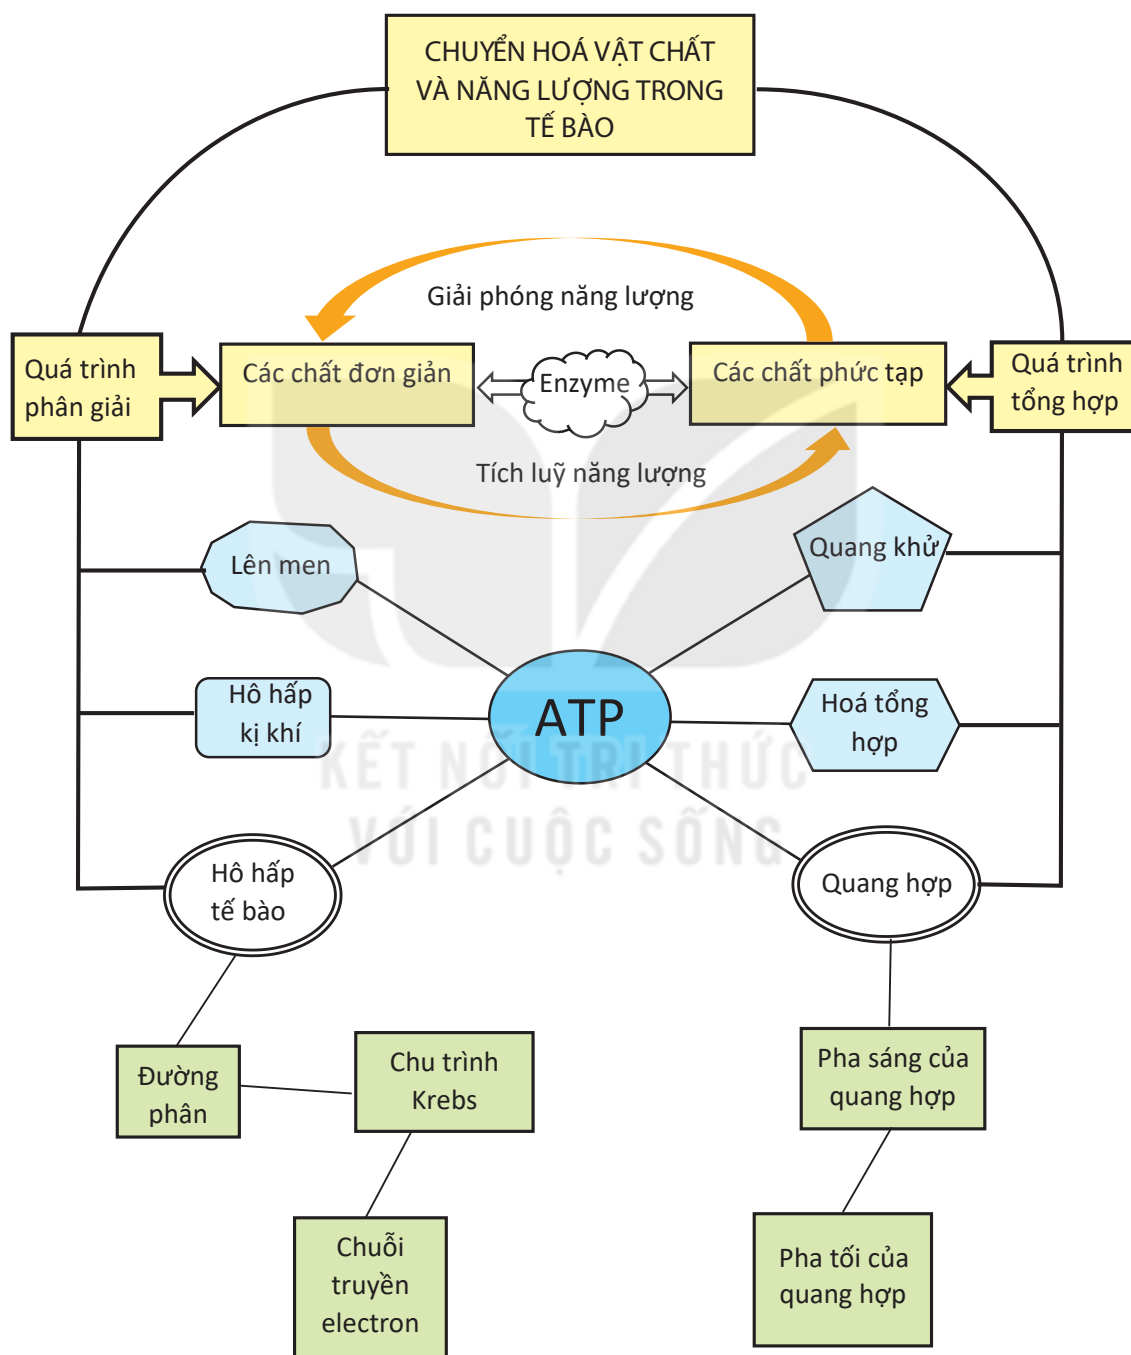 CHUYỂN HOÁ VẬT CHẤT
VÀ NĂNG LƯỢNG TRONG
TẾ BÀO
Giải phóng năng lượng
Quá trình
phân giải
Các chất đơn giản
Enzyme
Các chất phức tạp
Quá trình
tổng hợp
Tích luỹ năng lượng
Lên men
Quang khử
Hô hấp
kị khí
ATP
Hoá tổng
hợp
KẾT NỐI TRI THỨC
VỚI CUỘC SỐNG
Hô hấp
tế bào
Quang hợp
Đường
phân
Chu trình
Krebs
Pha sáng của
quang hợp
Chuỗi
truyền
electron
Pha tối của
quang hợp